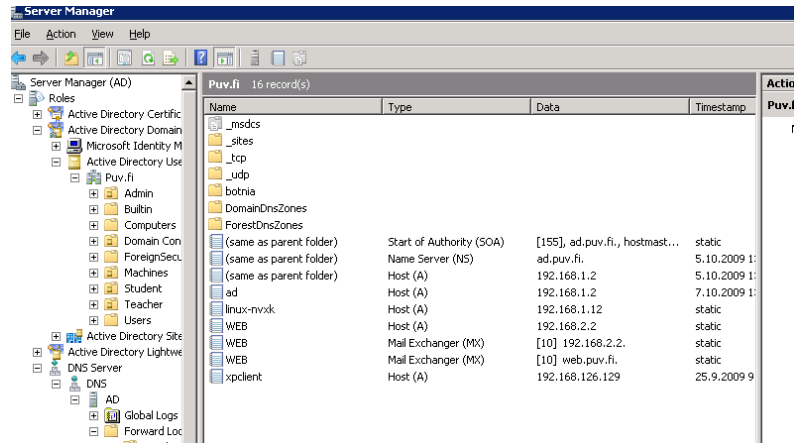 Server Manager
File Action View Help
Server Manager (AD)
Roles
Active Directory Certific
Active Directory Domain
Microsoft Identity M
Active Directory Use
Puv.fi
Admin
Builtin
Computers
Domain Con
ForeignSecu
Machines
Student
Teacher
Users
Active Directory Site
Active Directory Lightwe
DNS Server
DNS
AD
Global Logs
Forward Loo
Puv.fi 16 record(s)
Name Type Data Timestamp
_msdcs
_sites
_tcp
_udp
botnia
DomainDnsZones
ForestDnsZones
(same as parent folder) Start of Authority (SOA) [155], ad.puv.fi., hostmast... static
(same as parent folder) Name Server (NS) ad.puv.fi. 5.10.2009 1
(same as parent folder) Host (A) 192.168.1.2 5.10.2009 1
ad Host (A) 192.168.1.2 7.10.2009 1
linux-nvxk Host (A) 192.168.1.12 static
WEB Host (A) 192.168.2.2 static
WEB Mail Exchanger (MX) [10] 192.168.2.2. static
WEB Mail Exchanger (MX) [10] web.puv.fi. static
xpclient Host (A) 192.168.126.129 25.9.2009 9
Actio
Puv.f